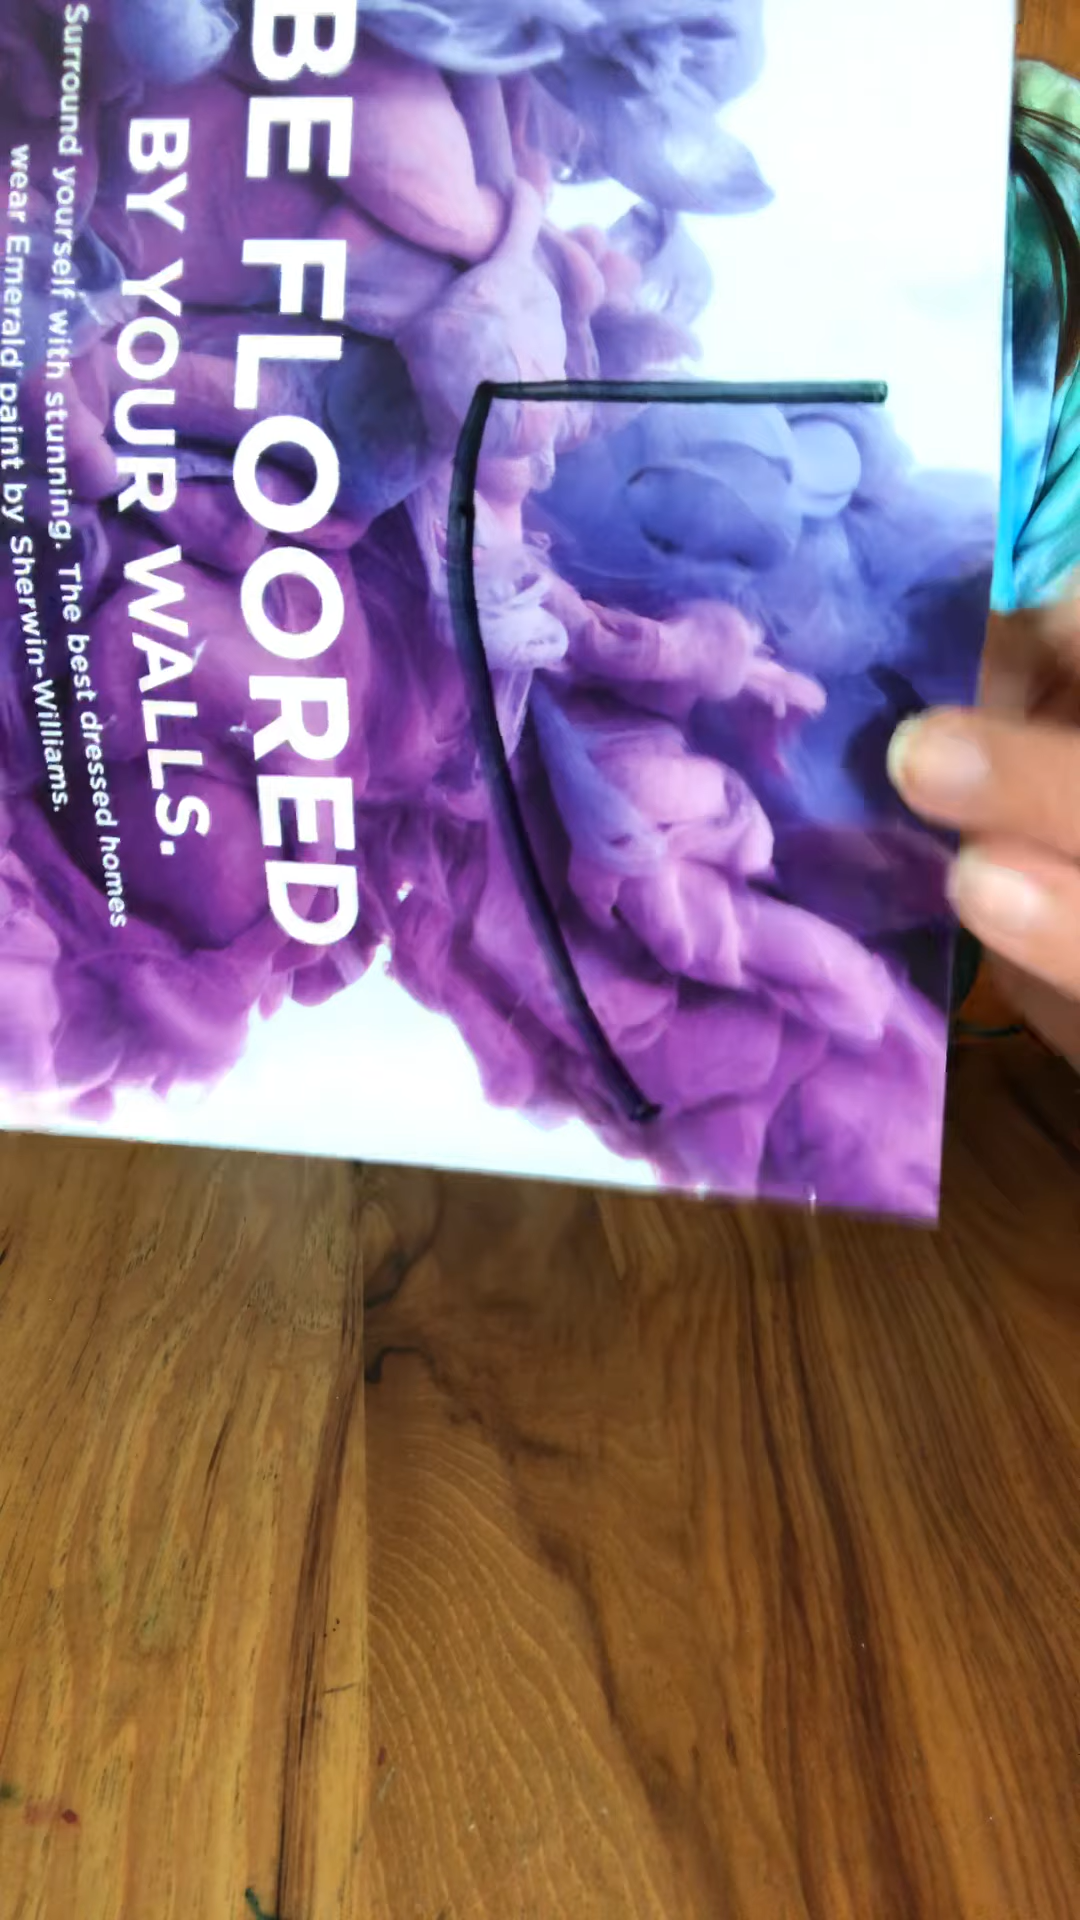 BE FLOORED
BY YOUR WALLS.
Surround yourself with stunning. The best dressed homes
wear Emerald paint by Sherwin-Williams.